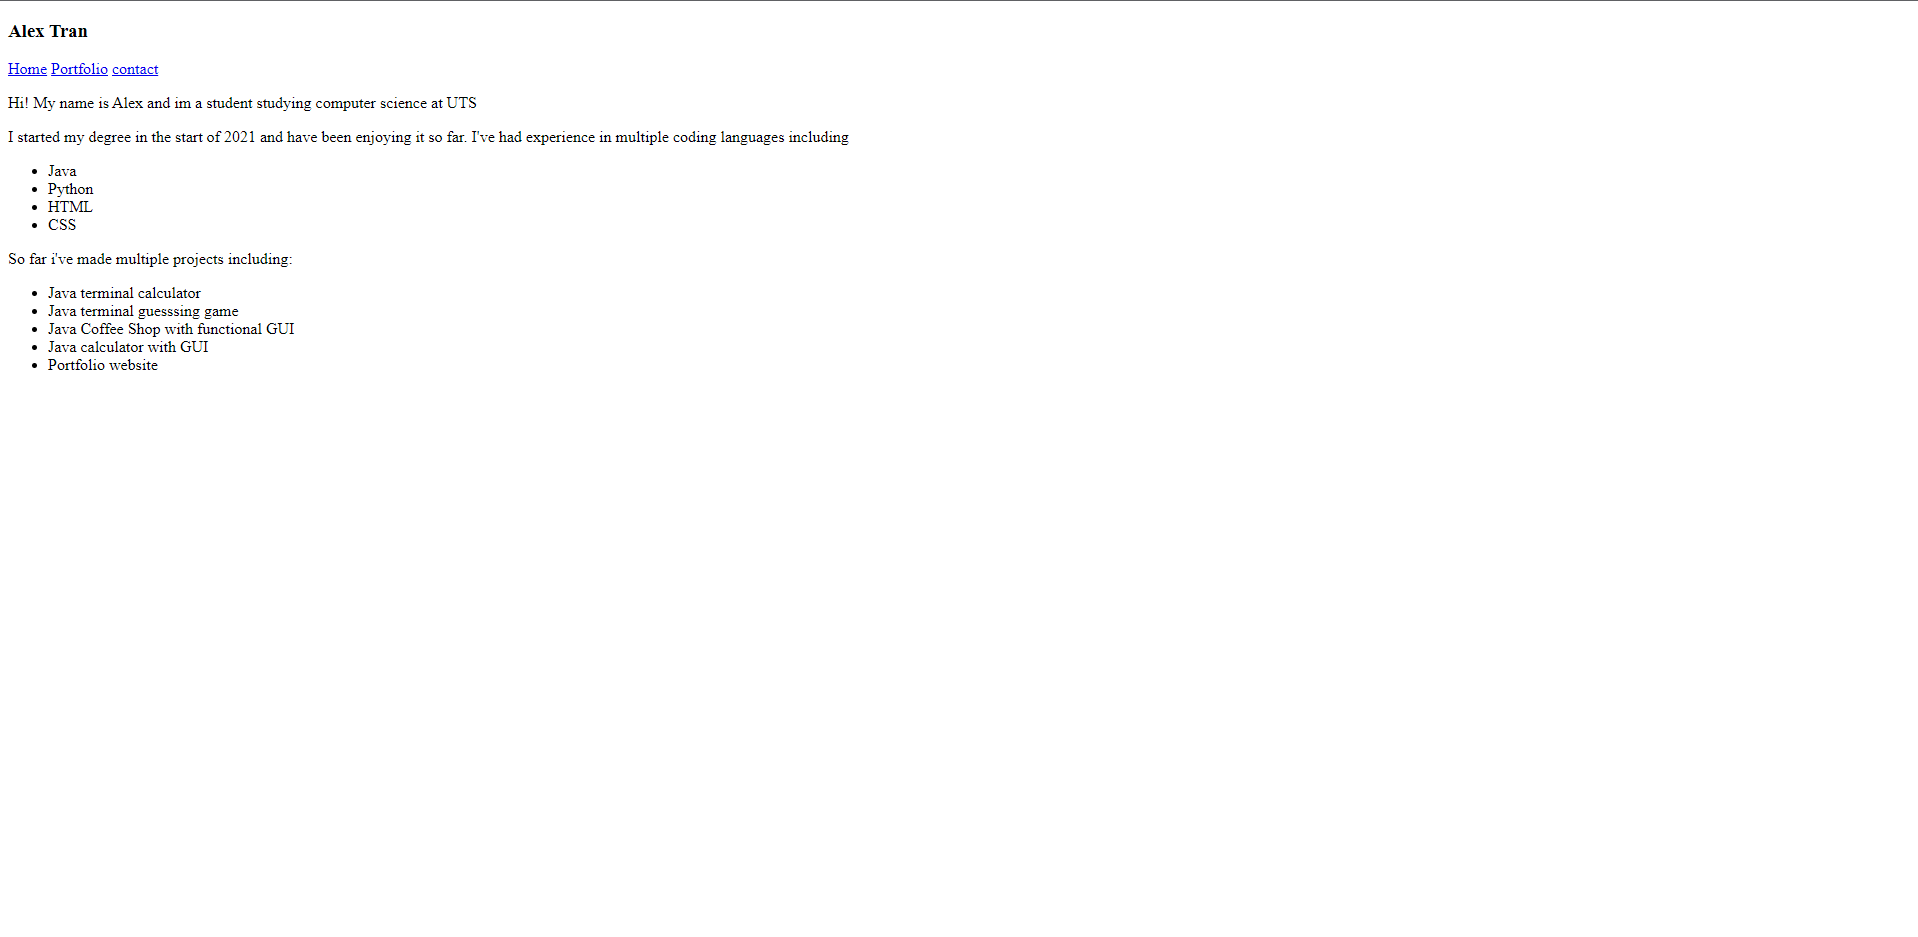 Alex Tran
Home Portfolio contact
Hi! My name is Alex and im a student studying computer science at UTS
I started my degree in the start of 2021 and have been enjoying it so far. I've had experience in multiple coding languages including
• Java
• Python
• HTML
• CSS
So far i've made multiple projects including:
• Java terminal calculator
• Java terminal guesssing game
• Java Coffee Shop with functional GUI
• Java calculator with GUI
• Portfolio website